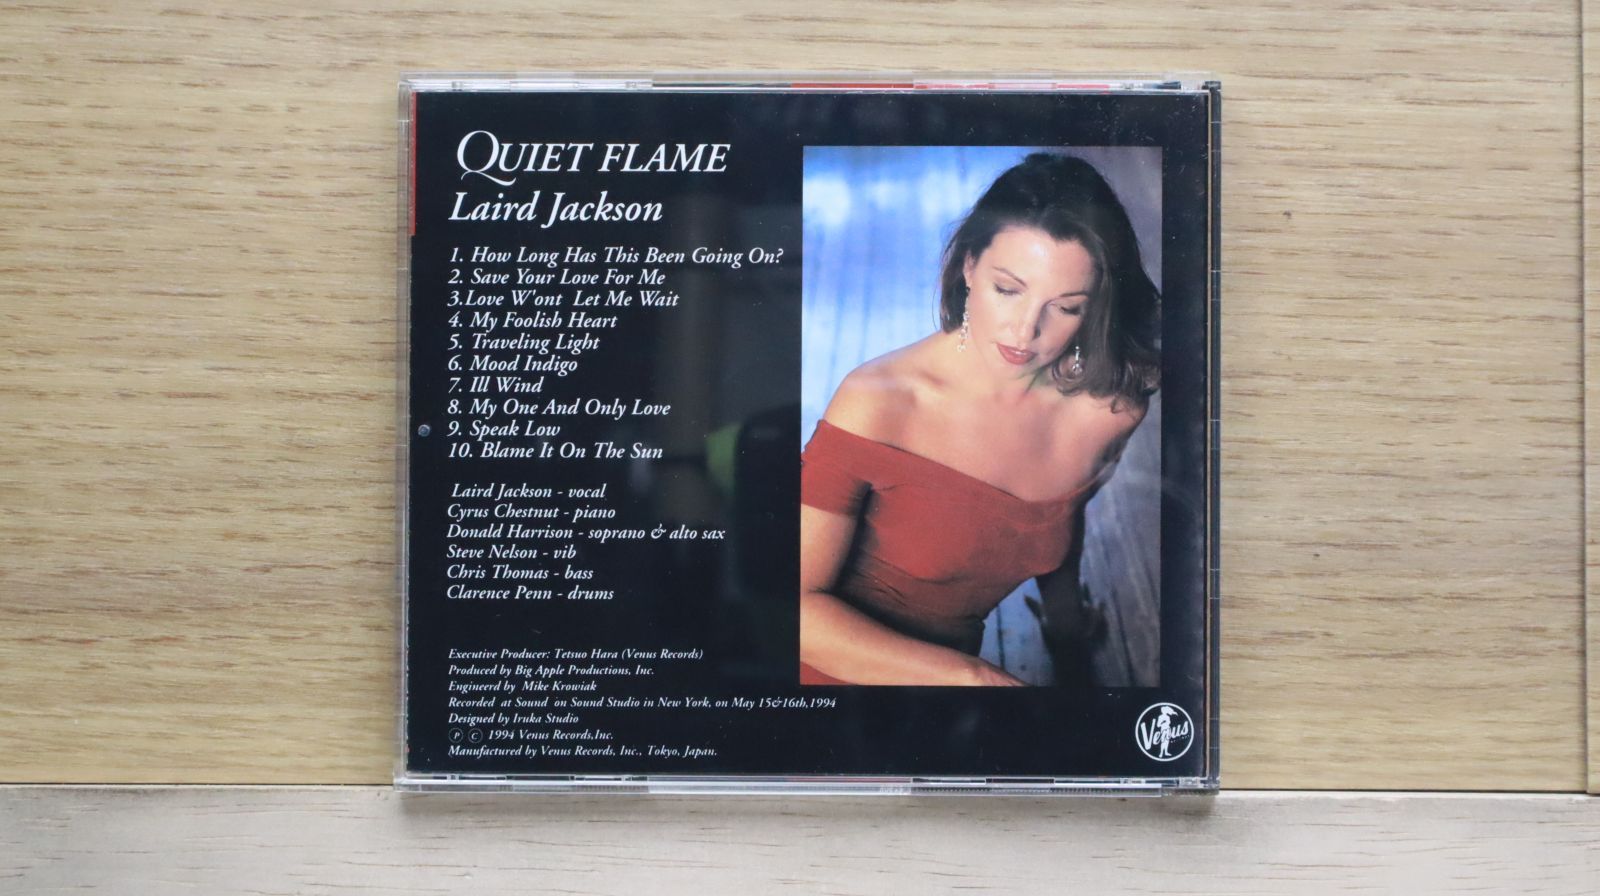 QUIET FLAME
Laird Jackson
1. How Long Has This Been Going On?
2. Save Your Love For Me
3.Love W'ont Let Me Wait
4. My Foolish Heart
5. Traveling Light
6. Mood Indigo
7. Ill Wind
8. My One And Only Love
9. Speak Low
10. Blame It On The Sun
Laird Jackson - vocal
Cyrus Chestnut - piano
Donald Harrison - soprano & alto sax
Steve Nelson - vib
Chris Thomas - bass
Clarence Penn - drums
Executive Producer: Tetsuo Hara (Venus Records)
Produced by Big Apple Productions, Inc.
Engineerd by Mike Krowiak
Recorded at Sound on Sound Studio in New York, on May 15&16th,1994
Designed by Iruka Studio
Ⓟ Ⓒ 1994 Venus Records,Inc.
Manufactured by Venus Records, Inc., Tokyo, Japan.
Venus